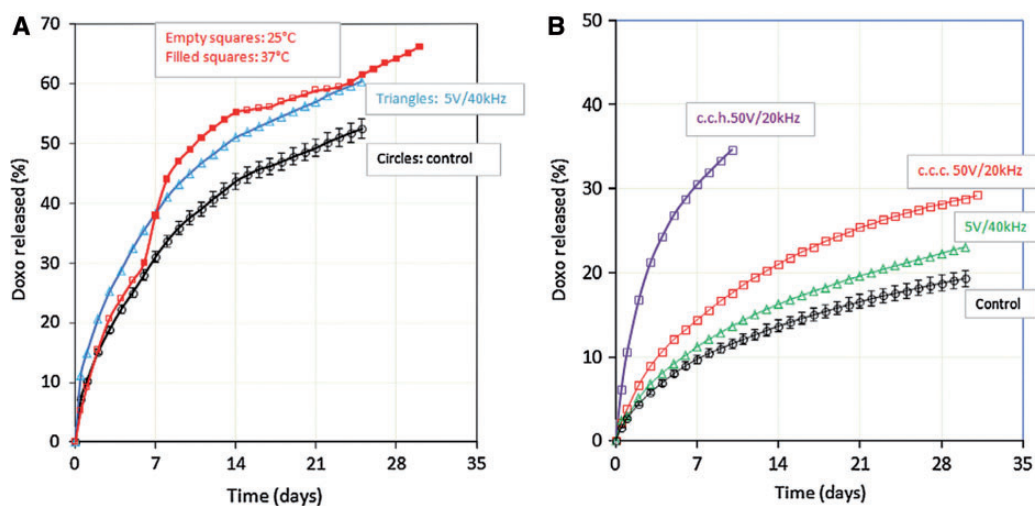 A
Doxo released (%)
70
60
50
40
30
20
10
0
Empty squares: 25°C
Filled squares: 37°C
Triangles: 5V/40kHz
Circles: control
0 7 14 21 28 35
Time (days)
B
Doxo released (%)
50
40
30
20
10
0
c.c.h.50V/20kHz
c.c.c. 50V/20kHz
5V/40kHz
Control
0 7 14 21 28 35
Time (days)